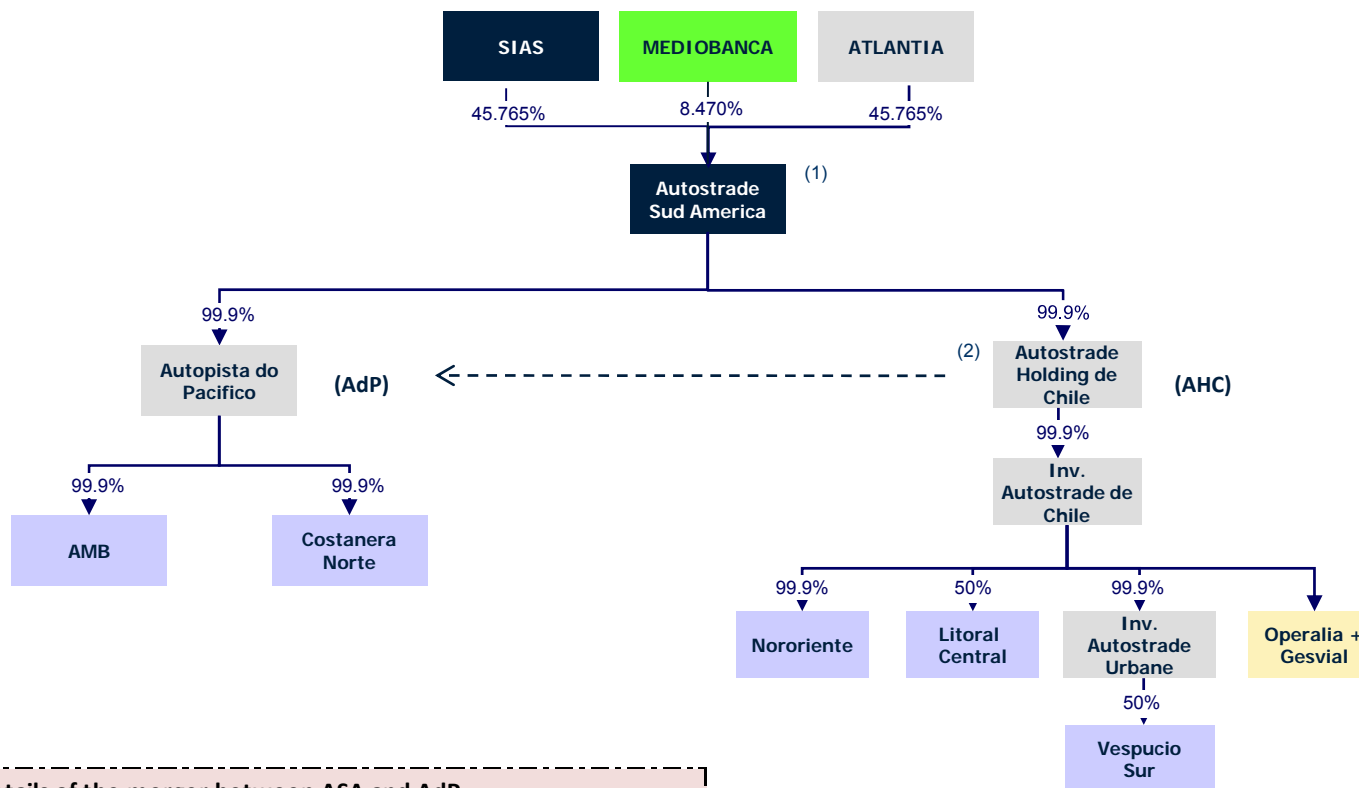 SIAS
MEDIOBANCA
ATLANTIA
45.765%
8.470%
45.765%
Autostrade
Sud America
(1)
99.9%
99.9%
Autopista do
Pacifico
(AdP)
(2)
Autostrade
Holding de
Chile
(AHC)
99.9%
99.9%
99.9%
Inv.
Autostrade de
Chile
AMB
Costanera
Norte
99.9%
50%
99.9%
Nororiente
Litoral
Central
Inv.
Autostrade
Urbane
Operalia +
Gesvial
50%
Vespucio
Sur